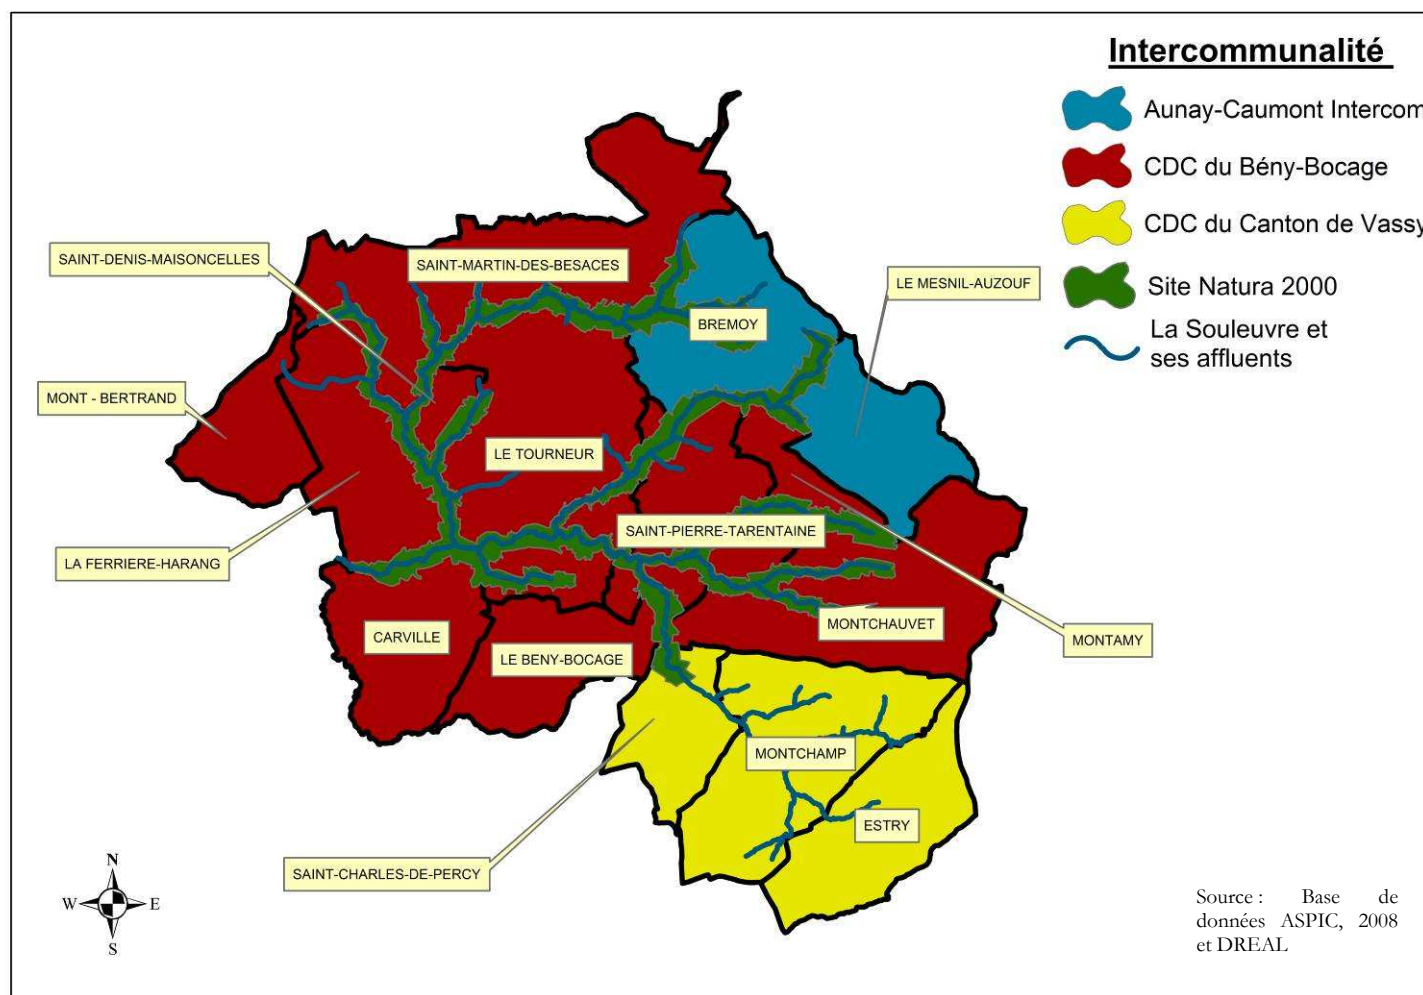 Intercommunalité
Aunay-Caumont Intercom
CDC du Bény-Bocage
CDC du Canton de Vassy
Site Natura 2000
La Souleuvre et
ses affluents
SAINT-DENIS-MAISONCELLES
SAINT-MARTIN-DES-BESACES
LE MESNIL-AUZOUF
BREMOY
MONT - BERTRAND
LE TOURNEUR
SAINT-PIERRE-TARENTAINE
LA FERRIERE-HARANG
CARVILLE
MONTCHAUVET
MONTAMY
LE BENY-BOCAGE
MONTCHAMP
ESTRY
SAINT-CHARLES-DE-PERCY
N
W E
S
Source : Base de
données ASPIC, 2008
et DREAL